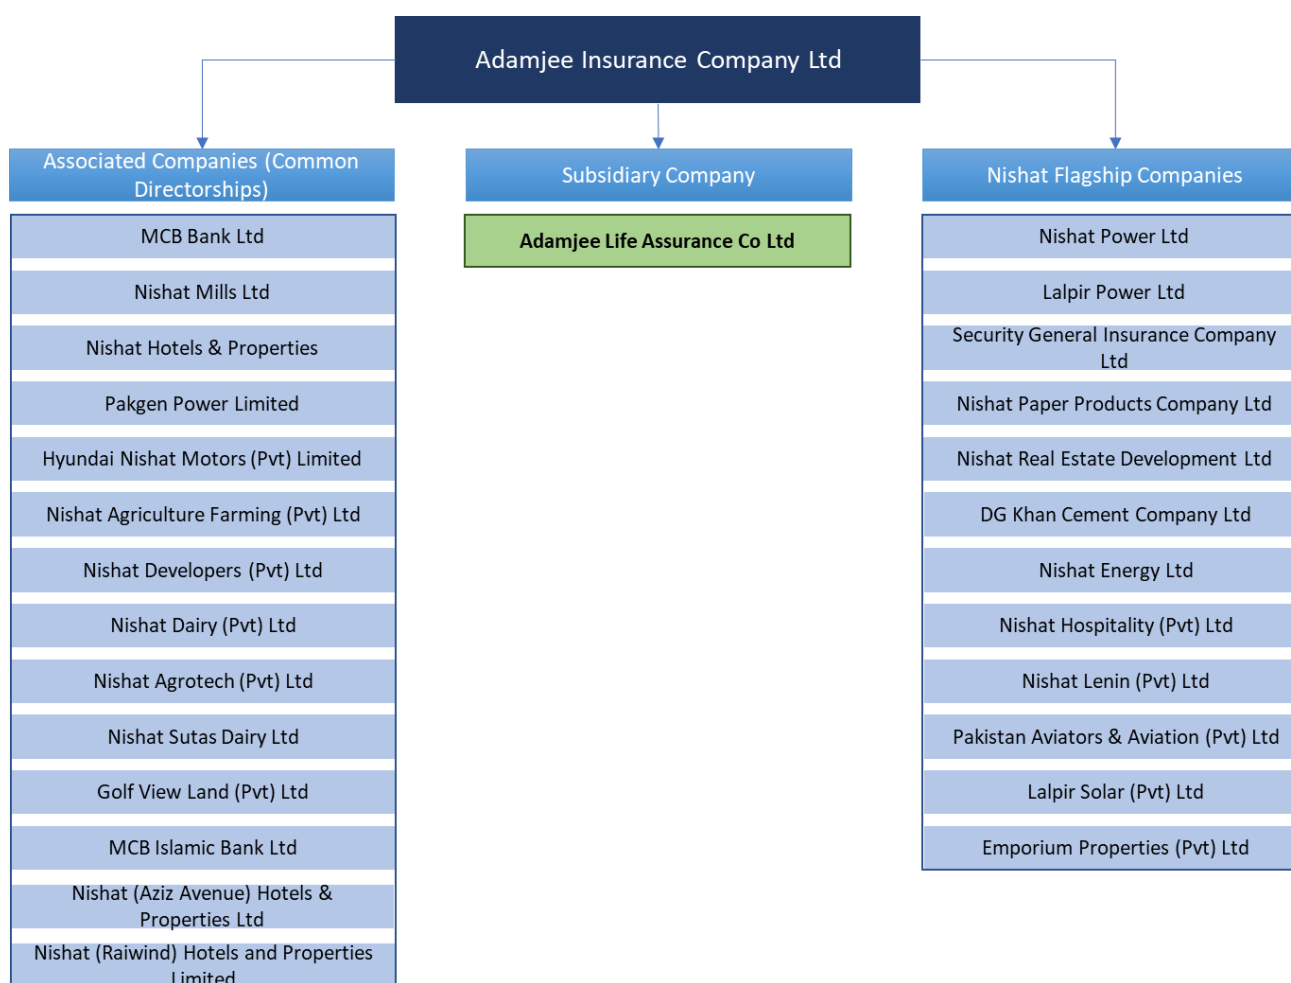 Adamjee Insurance Company Ltd
Associated Companies (Common
Directorships)
MCB Bank Ltd
Nishat Mills Ltd
Nishat Hotels & Properties
Pakgen Power Limited
Hyundai Nishat Motors (Pvt) Limited
Nishat Agriculture Farming (Pvt) Ltd
Nishat Developers (Pvt) Ltd
Nishat Dairy (Pvt) Ltd
Nishat Agrotech (Pvt) Ltd
Nishat Sutas Dairy Ltd
Golf View Land (Pvt) Ltd
MCB Islamic Bank Ltd
Nishat (Aziz Avenue) Hotels &
Properties Ltd
Nishat (Raiwind) Hotels and Properties
Limited
Subsidiary Company
Adamjee Life Assurance Co Ltd
Nishat Flagship Companies
Nishat Power Ltd
Lalpir Power Ltd
Security General Insurance Company
Ltd
Nishat Paper Products Company Ltd
Nishat Real Estate Development Ltd
DG Khan Cement Company Ltd
Nishat Energy Ltd
Nishat Hospitality (Pvt) Ltd
Nishat Lenin (Pvt) Ltd
Pakistan Aviators & Aviation (Pvt) Ltd
Lalpir Solar (Pvt) Ltd
Emporium Properties (Pvt) Ltd